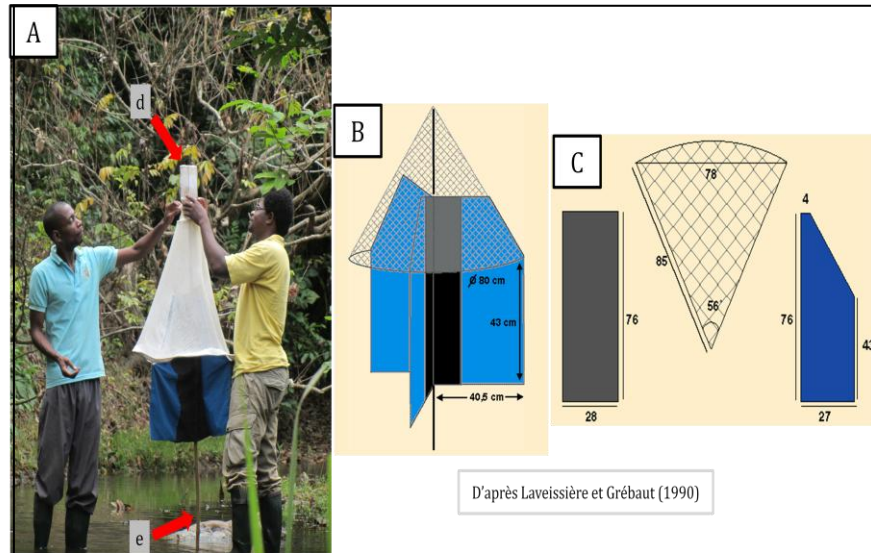 A
d
e
B
Ø 80 cm
43 cm
40,5 cm
C
78
85
56'
76
28
4
76
43
27
D'après Laveissière et Grébaut (1990)